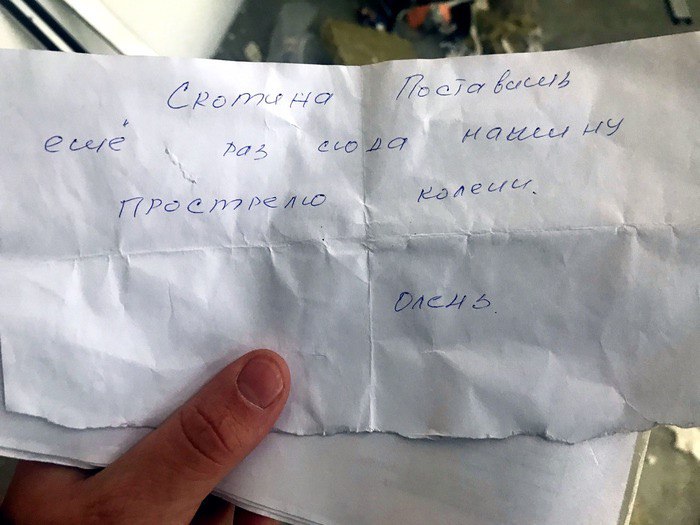 Скотина Поставишь
ещё раз сюда машину
прострелю колени.
Олень.